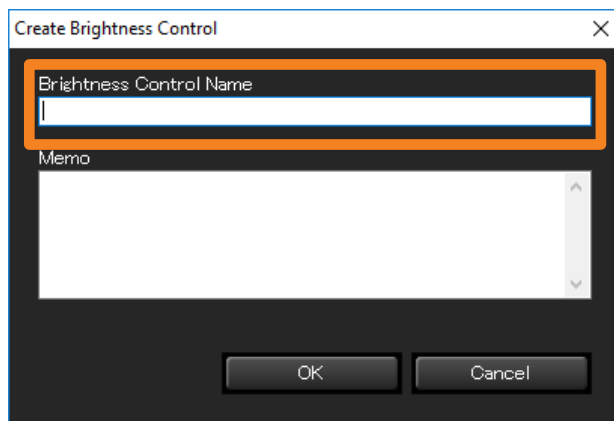 Create Brightness Control
Brightness Control Name
Memo
OK
Cancel